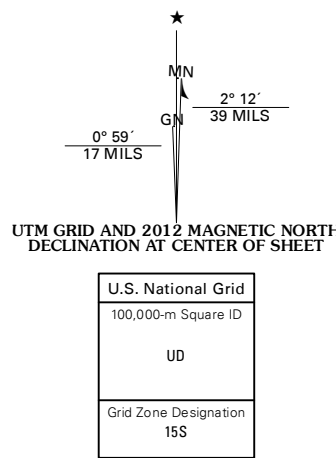 MN
GN
2° 12´
39 MILS
0° 59´
17 MILS
UTM GRID AND 2012 MAGNETIC NORTH
DECLINATION AT CENTER OF SHEET
U.S. National Grid
100,000-m Square ID
UD
Grid Zone Designation
15S